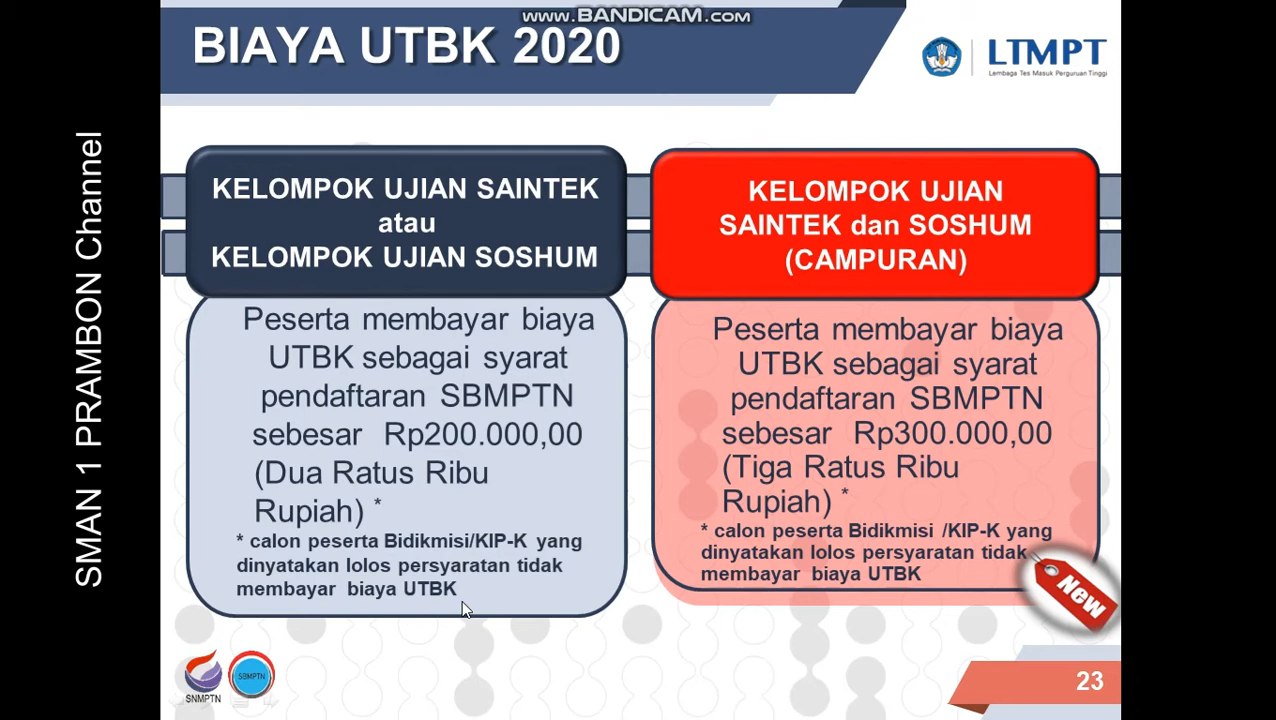 www.BANDICAM.com
BIAYA UTBK 2020
LTMPT
Lembaga Tes Masuk Perguruan Tinggi
SMAN 1 PRAMBON Channel
KELOMPOK UJIAN SAINTEK
atau
KELOMPOK UJIAN SOSHUM
Peserta membayar biaya
UTBK sebagai syarat
pendaftaran SBMPTN
sebesar Rp200.000,00
(Dua Ratus Ribu
Rupiah) *
* calon peserta Bidikmisi/KIP-K yang
dinyatakan lolos persyaratan tidak
membayar biaya UTBK
KELOMPOK UJIAN
SAINTEK dan SOSHUM
(CAMPURAN)
Peserta membayar biaya
UTBK sebagai syarat
pendaftaran SBMPTN
sebesar Rp300.000,00
(Tiga Ratus Ribu
Rupiah) *
* calon peserta Bidikmisi /KIP-K yang
dinyatakan lolos persyaratan tidak
membayar biaya UTBK
New
SNMPTN
SBMPTN
23